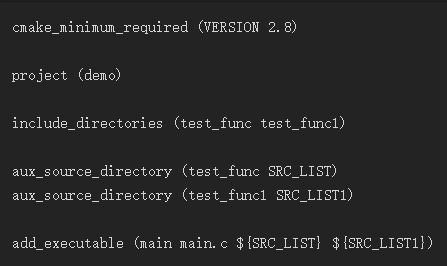 cmake_minimum_required (VERSION 2.8)
project (demo)
include_directories (test_func test_func1)
aux_source_directory (test_func SRC_LIST)
aux_source_directory (test_func1 SRC_LIST1)
add_executable (main main.c ${SRC_LIST} ${SRC_LIST1})